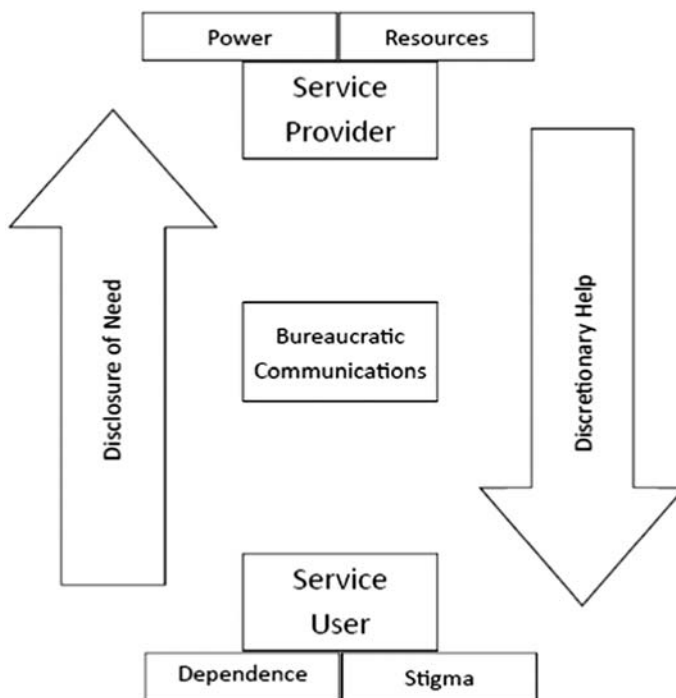 Power
Resources
Service
Provider
Disclosure of Need
Discretionary Help
Bureaucratic
Communications
Service
User
Dependence
Stigma